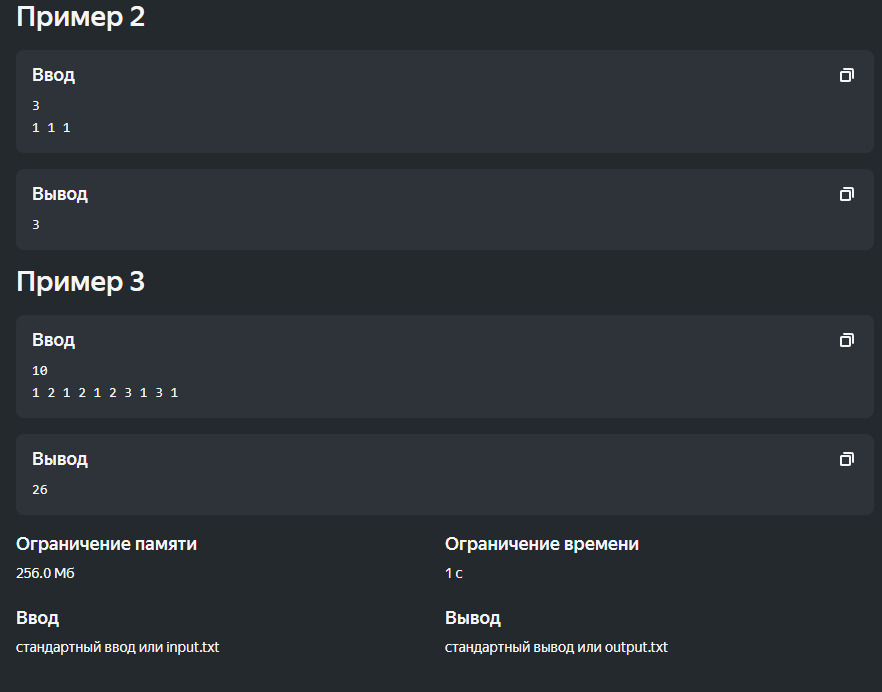 Пример 2
Ввод
3
1 1 1
Вывод
3
Пример 3
Ввод
10
1 2 1 2 1 2 3 1 3 1
Вывод
26
Ограничение памяти
256.0 Мб
Ограничение времени
1 с
Ввод
стандартный ввод или input.txt
Вывод
стандартный вывод или output.txt